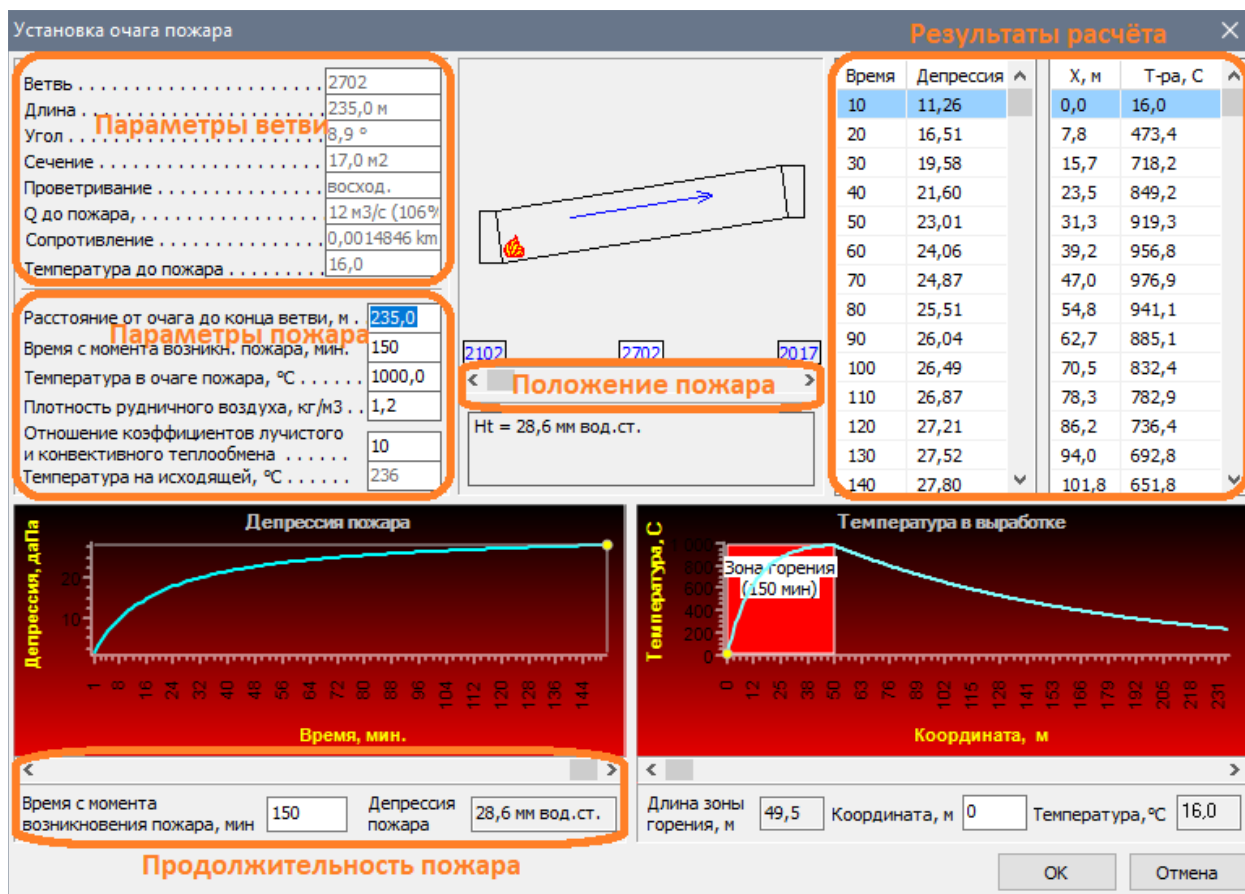 Установка очага пожара
Результаты расчёта
Ветвь . . . . . . . . . . . . . . . . . . . . . . 2702
Длина . . . . . . . . . . . . . . . . . . . . . . 235,0 м
Параметры ветви
Угол . . . . . . . . . . . . . . . . . . . . . . . 8,9 °
Сечение . . . . . . . . . . . . . . . . . . . . 17,0 м2
Проветривание . . . . . . . . . . . . . . . восход.
Q до пожара, . . . . . . . . . . . . . . . . . 12 м3/с (106%
Сопротивление . . . . . . . . . . . . . . . 0,0014846 km
Температура до пожара . . . . . . . . . 16,0
Расстояние от очага до конца ветви, м . 235,0
Параметры пожара
Время с момента возникн. пожара, мин. 150
Температура в очаге пожара, °С . . . . . . 1000,0
Плотность рудничного воздуха, кг/м3 . . 1,2
Отношение коэффициентов лучистого
и конвективного теплообмена . . . . . . 10
Температура на исходящей, °С . . . . . . 236
2102 2702 2017
Положение пожара
Ht = 28,6 мм вод.ст.
Время Депрессия X, м Т-ра, С
10 11,26 0,0 16,0
20 16,51 7,8 473,4
30 19,58 15,7 718,2
40 21,60 23,5 849,2
50 23,01 31,3 919,3
60 24,06 39,2 956,8
70 24,87 47,0 976,9
80 25,51 54,8 941,1
90 26,04 62,7 885,1
100 26,49 70,5 832,4
110 26,87 78,3 782,9
120 27,21 86,2 736,4
130 27,52 94,0 692,8
140 27,80 101,8 651,8
Депрессия пожара
Депрессия, даПа
20
10
1 8 16 24 32 40 48 56 64 72 80 88 96 104 112 120 128 136 144
Время, мин.
Температура в выработке
Температура, С
1 000
800
600
400
200
0
Зона горения
(150 мин)
0 12 25 38 50 63 76 89 102 115 128 141 153 166 179 192 205 218 231
Координата, м
Время с момента
возникновения пожара, мин 150
Депрессия
пожара 28,6 мм вод.ст.
Длина зоны
горения, м 49,5
Координата, м 0
Температура,°С 16,0
Продолжительность пожара
ОК Отмена